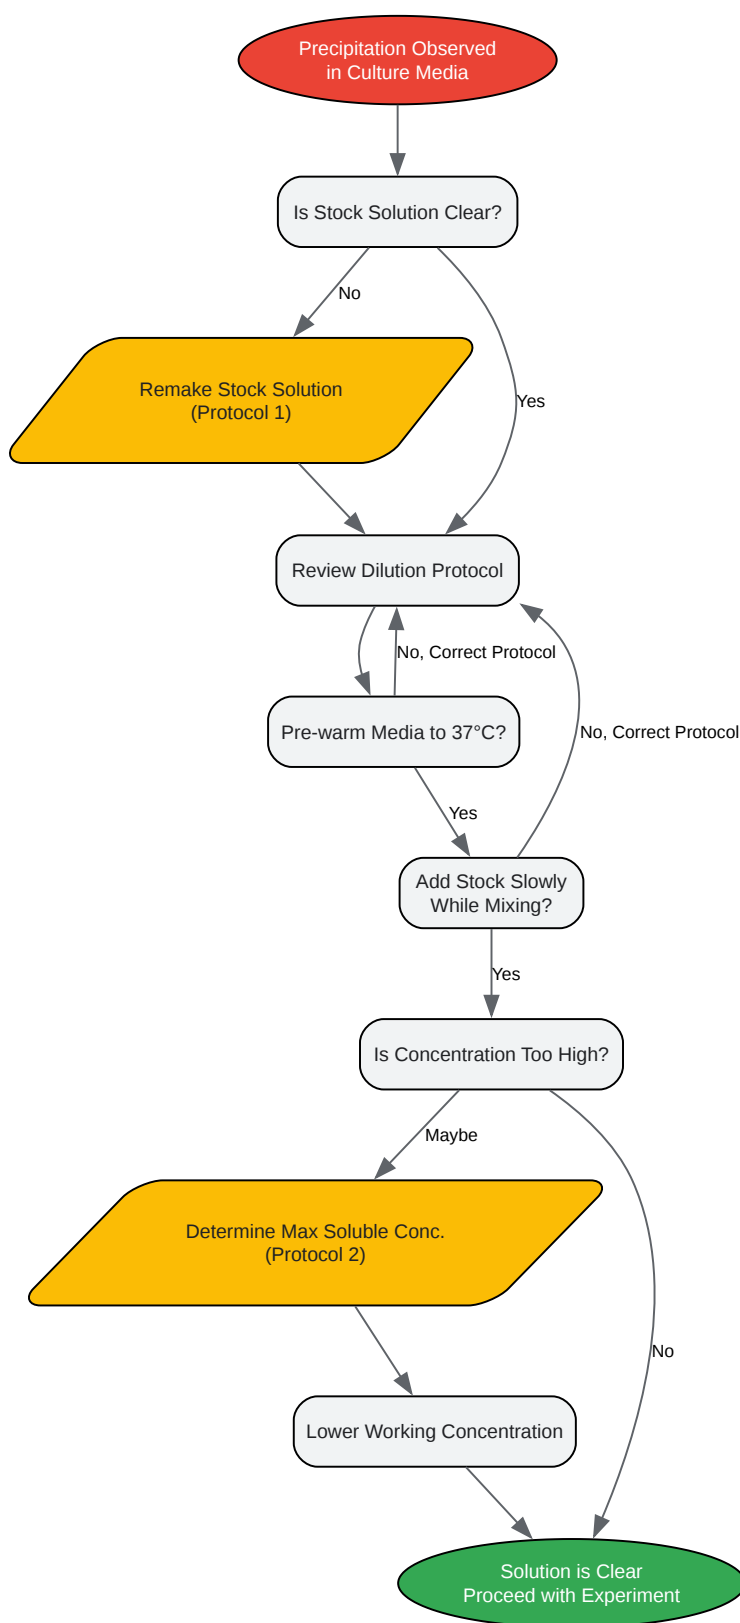 Precipitation Observed
in Culture Media
Is Stock Solution Clear?
No
Remake Stock Solution
(Protocol 1)
Yes
Review Dilution Protocol
No, Correct Protocol
Pre-warm Media to 37°C?
No, Correct Protocol
Yes
Add Stock Slowly
While Mixing?
Yes
Is Concentration Too High?
Maybe
Determine Max Soluble Conc.
(Protocol 2)
No
Lower Working Concentration
Solution is Clear
Proceed with Experiment